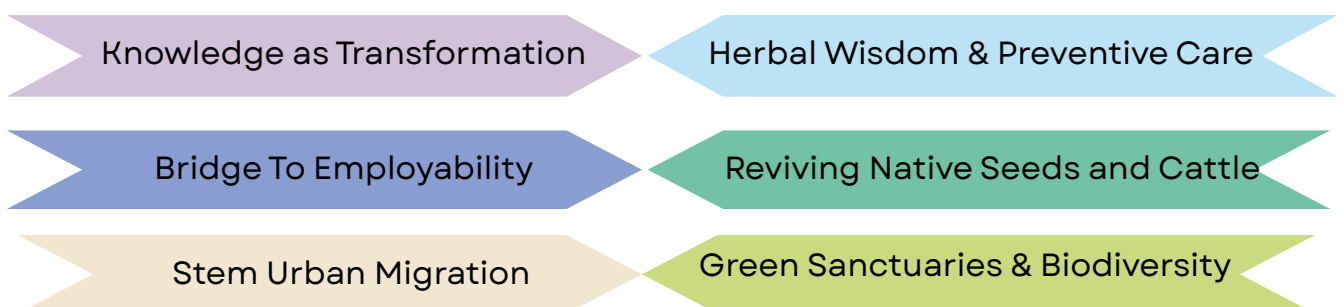 Knowledge as Transformation
Herbal Wisdom & Preventive Care
Bridge To Employability
Reviving Native Seeds and Cattle
Stem Urban Migration
Green Sanctuaries & Biodiversity